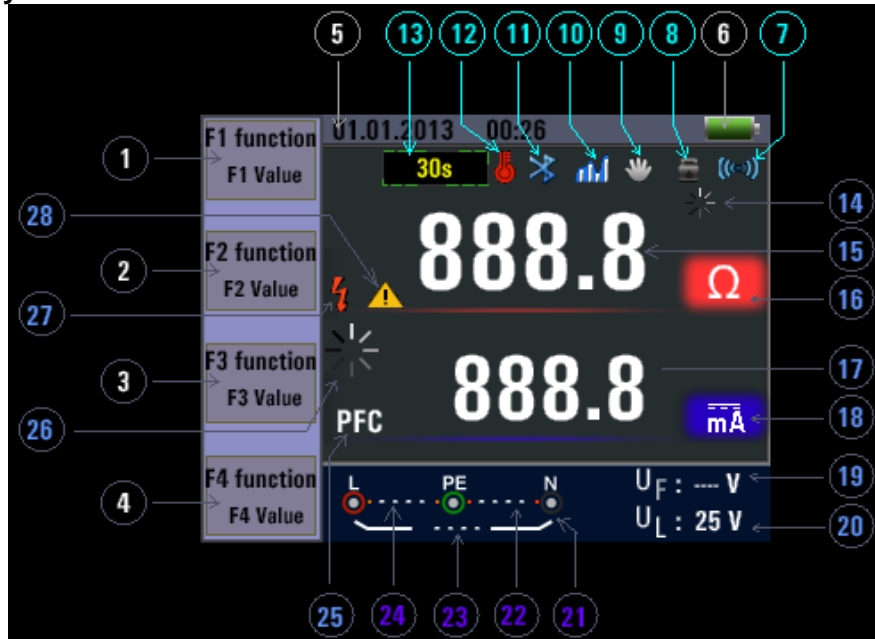 5 13 12 11 10 9 8 6 7
01.01.2013 00:26
1 F1 function
F1 Value
30s
14
28
888.8
15
2 F2 function
F2 Value
Ω
16
27
3 F3 function
F3 Value
888.8
17
26
PFC
mA
18
4 F4 function
F4 Value
L PE N
UF : --- V
19
UL : 25 V
20
25 24 23 22 21